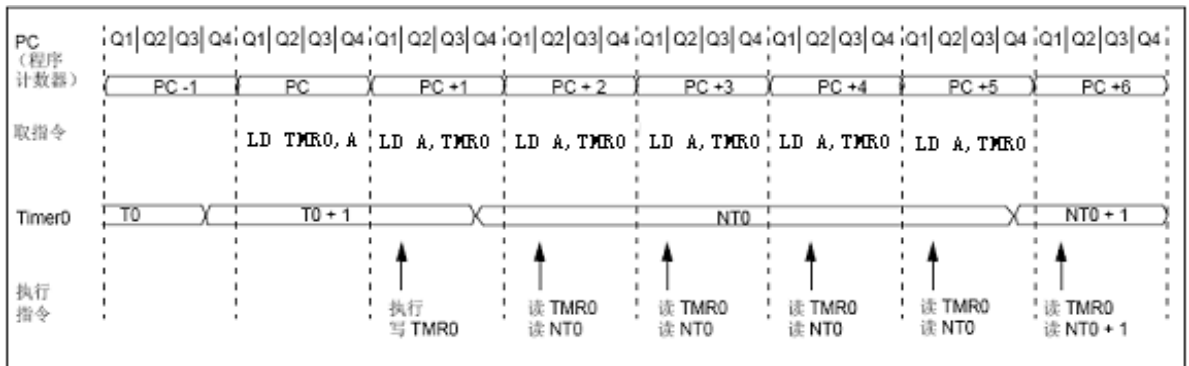 PC
（程序
计数器）
Q1 Q2 Q3 Q4 Q1 Q2 Q3 Q4 Q1 Q2 Q3 Q4 Q1 Q2 Q3 Q4 Q1 Q2 Q3 Q4 Q1 Q2 Q3 Q4 Q1 Q2 Q3 Q4 Q1 Q2 Q3 Q4
PC -1 PC PC +1 PC + 2 PC +3 PC +4 PC +5 PC +6
取指令
LD TMR0, A LD A, TMR0 LD A, TMR0 LD A, TMR0 LD A, TMR0 LD A, TMR0
Timer0 T0 T0 + 1 NT0 NT0 + 1
执行
指令
执行
写 TMR0
读 TMR0
读 NT0
读 TMR0
读 NT0
读 TMR0
读 NT0
读 TMR0
读 NT0
读 TMR0
读 NT0 + 1